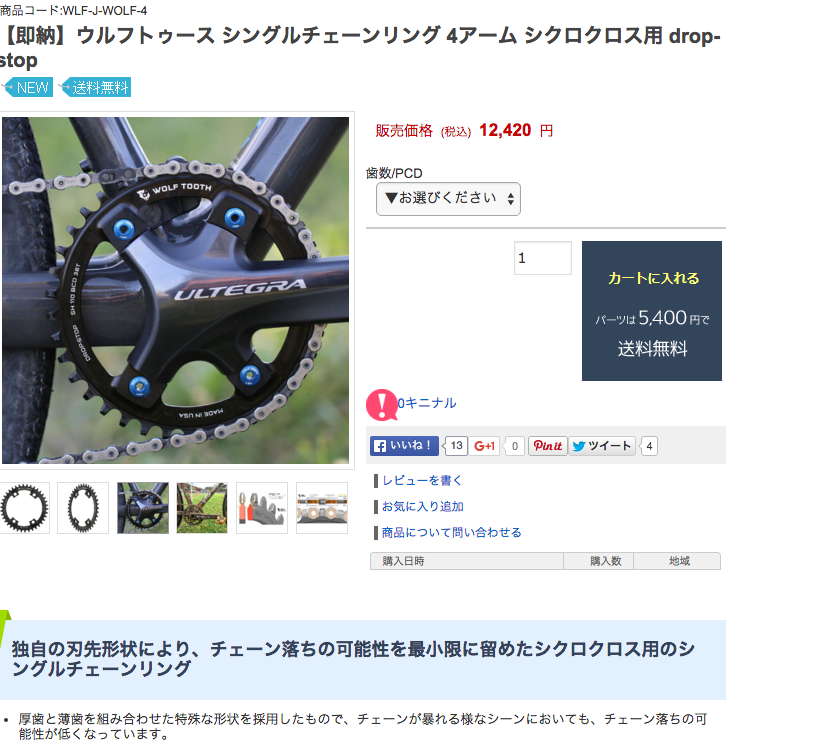 商品コード:WLF-J-WOLF-4
【即納】ウルフトゥース シングルチェーンリング 4アーム シクロクロス用 drop-
stop
NEW 送料無料
WOLF TOOTH
ULTEGRA
SH 110 BCD 38T
DROP-STOP
MADE IN USA
販売価格 (税込) 12,420 円
歯数/PCD
▼お選びください
1
カートに入れる
パーツは5,400円で
送料無料
0キニナル
いいね! 13 G+1 0 Pin it ツイート 4
レビューを書く
お気に入り追加
商品について問い合わせる
購入日時 購入数 地域
独自の刃先形状により、チェーン落ちの可能性を最小限に留めたシクロクロス用のシ
ングルチェーンリング
• 厚歯と薄歯を組み合わせた特殊な形状を採用したもので、チェーンが暴れる様なシーンにおいても、チェーン落ちの可
能性が低くなっています。